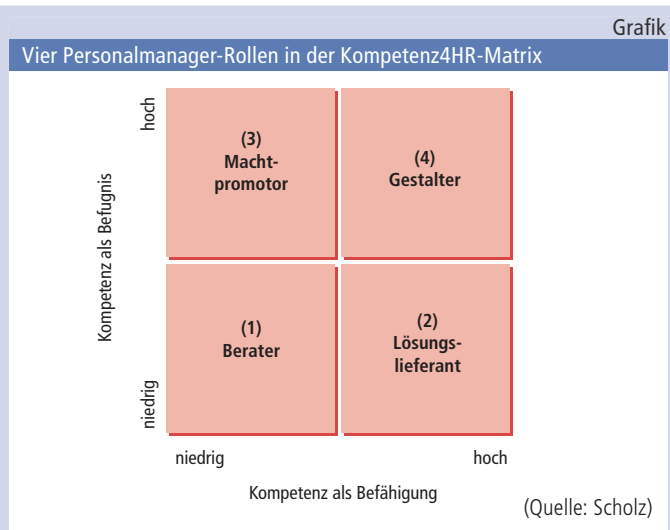 Grafik
Vier Personalmanager-Rollen in der Kompetenz4HR-Matrix
hoch
Kompetenz als Befugnis
niedrig
(3)
Macht-
promotor
(4)
Gestalter
(1)
Berater
(2)
Lösungs-
lieferant
niedrig
hoch
Kompetenz als Befähigung
(Quelle: Scholz)